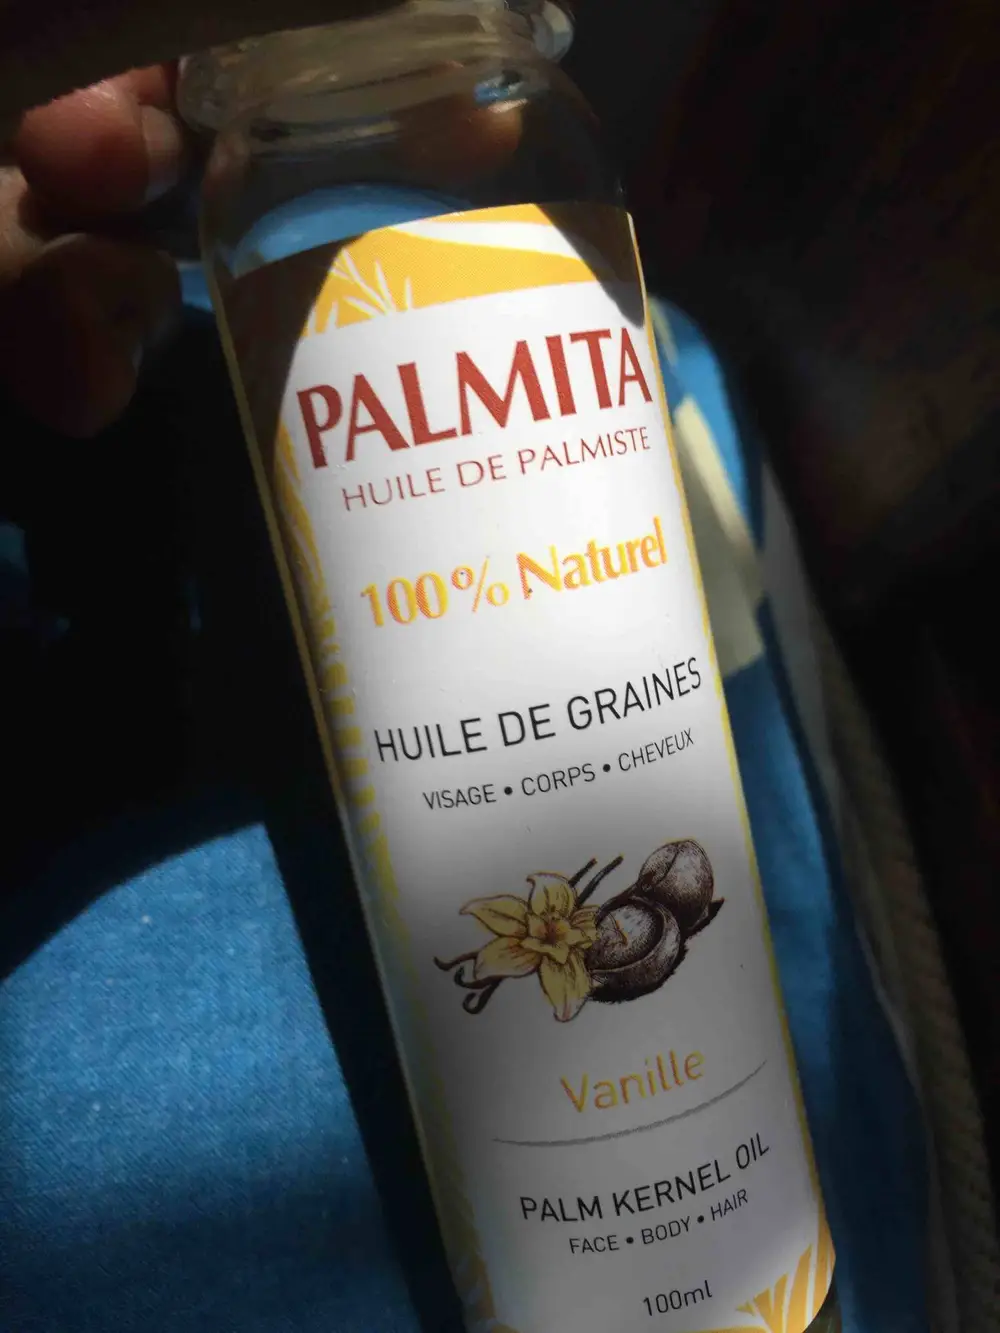 PALMITA
HUILE DE PALMISTE
100% Naturel
HUILE DE GRAINES
VISAGE • CORPS • CHEVEUX
Vanille
PALM KERNEL OIL
FACE • BODY • HAIR
100ml